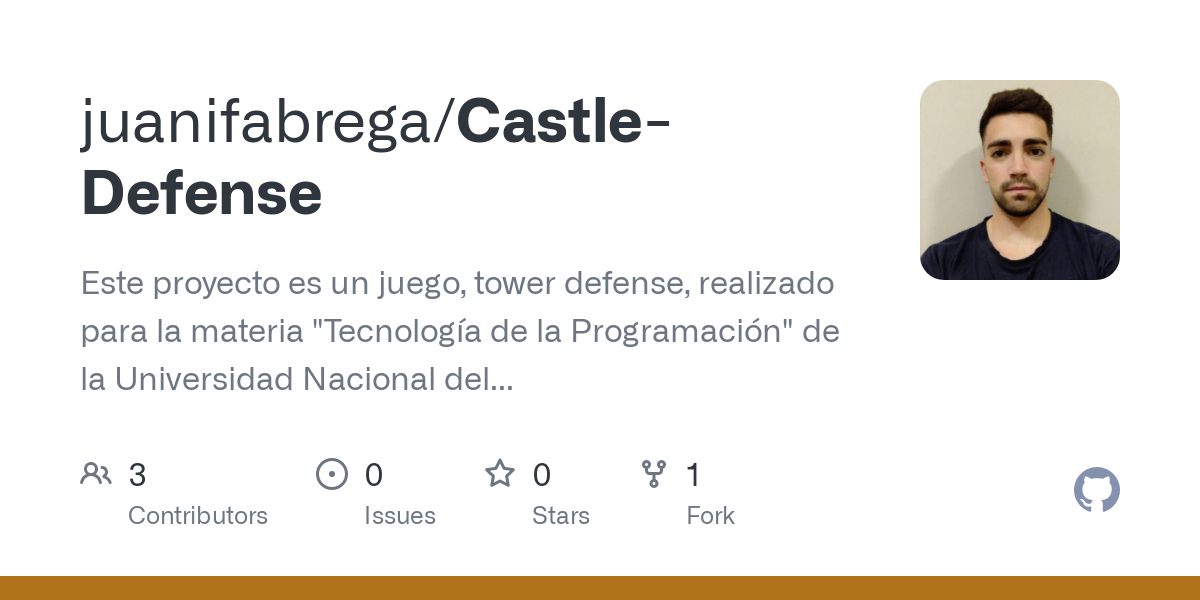 juanifabrega/Castle-
Defense
Este proyecto es un juego, tower defense, realizado
para la materia "Tecnología de la Programación" de
la Universidad Nacional del...
3
Contributors
0
Issues
0
Stars
1
Fork